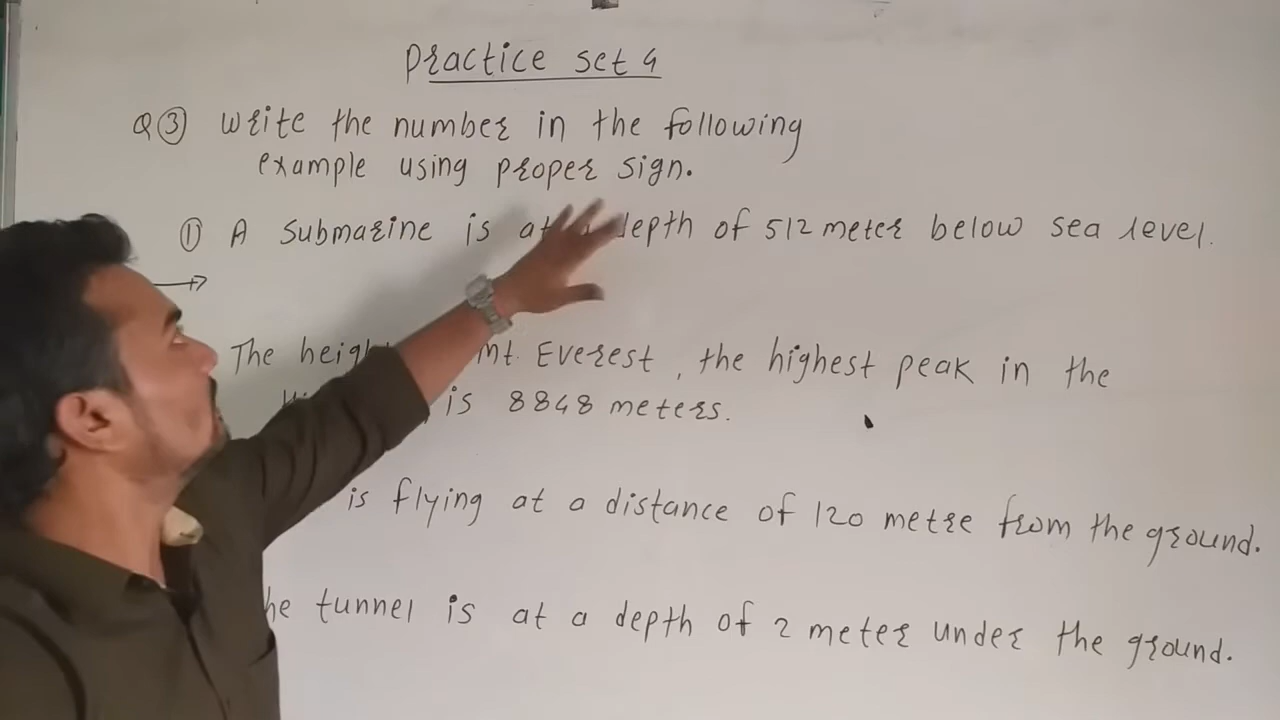 Practice set 4
Q③ Write the number in the following
example using proper sign.
① A submarine is at depth of 512 meter below sea level.
The Mt. Everest, the highest peak in the
is 8848 meters.
is flying at a distance of 120 metre from the ground.
tunnel is at a depth of 2 meter under the ground.